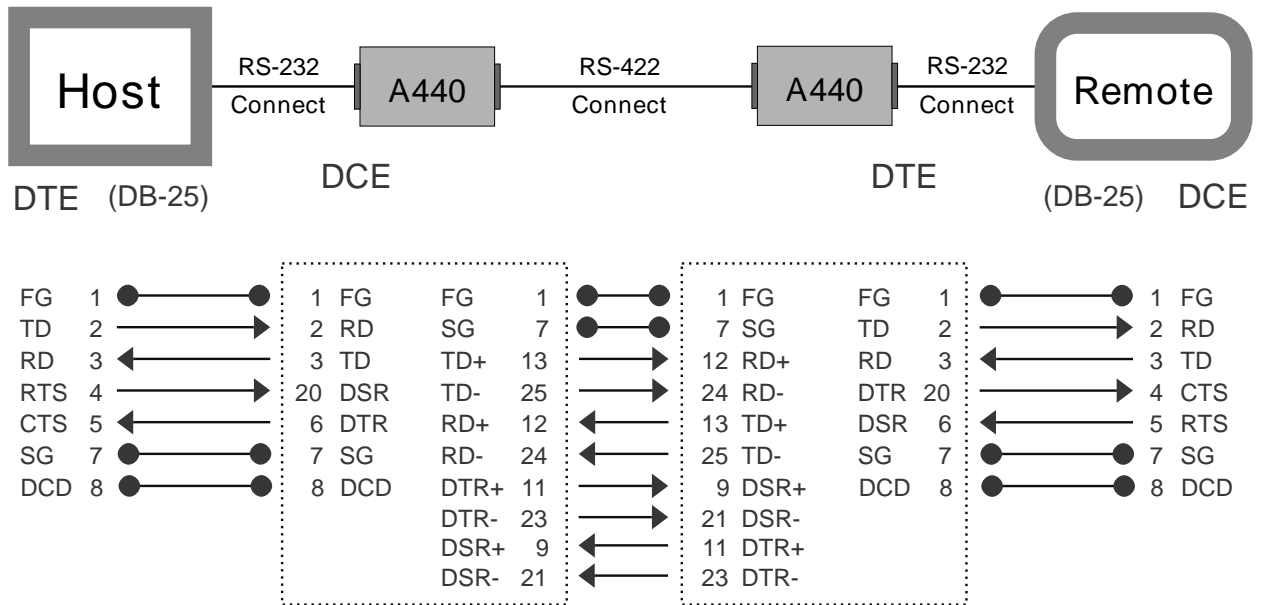 Host
RS-232
Connect
A440
RS-422
Connect
A440
RS-232
Connect
Remote
DTE (DB-25)
DCE
DTE
(DB-25) DCE
FG 1 1 FG FG 1 1 FG FG 1 1 FG
TD 2 2 RD SG 7 7 SG TD 2 2 RD
RD 3 3 TD TD+ 13 12 RD+ RD 3 3 TD
RTS 4 20 DSR TD- 25 24 RD- DTR 20 4 CTS
CTS 5 6 DTR RD+ 12 13 TD+ DSR 6 5 RTS
SG 7 7 SG RD- 24 25 TD- SG 7 7 SG
DCD 8 8 DCD DTR+ 11 9 DSR+ DCD 8 8 DCD
DTR- 23 21 DSR-
DSR+ 9 11 DTR+
DSR- 21 23 DTR-